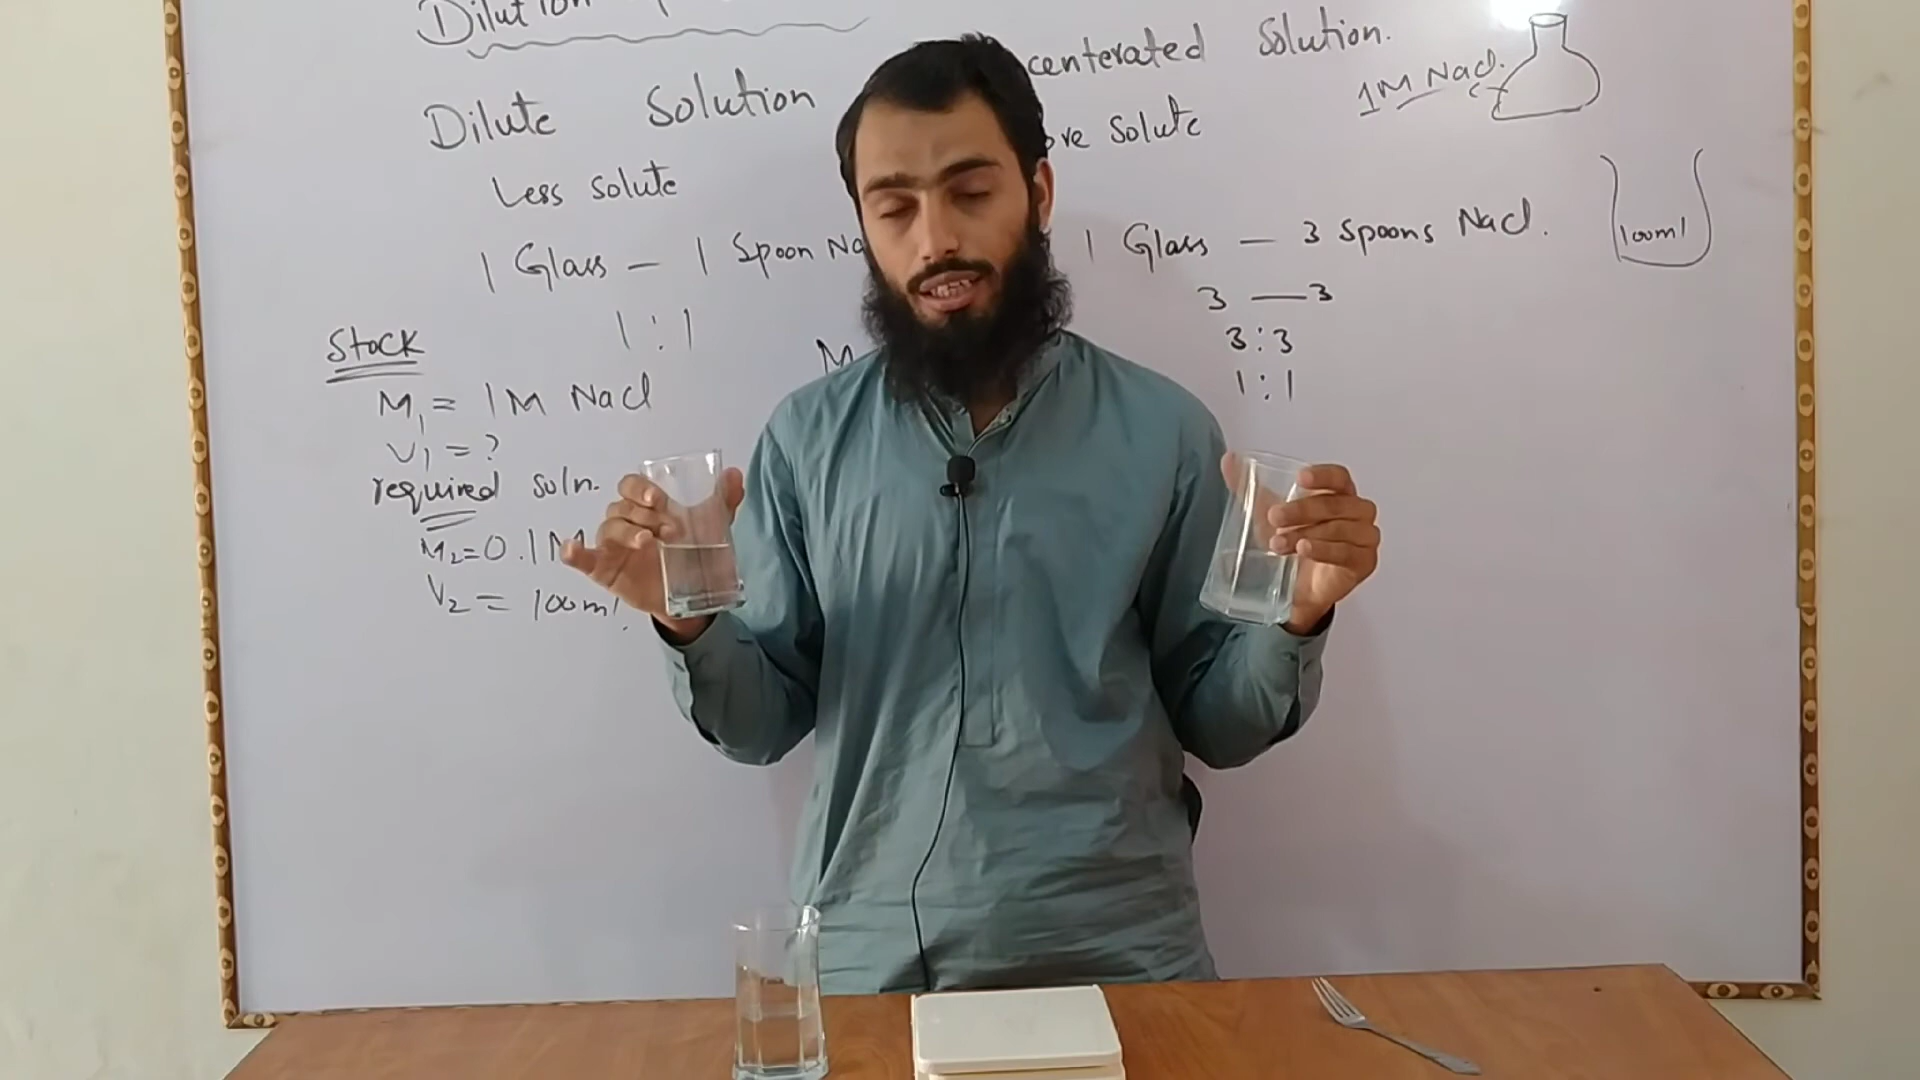 Dilution
Dilute Solution centerated Solution.
1M Nacl.
Less solute ore solute
1 Glass — 1 Spoon Na 1 Glass — 3 Spoons Nacl.
100ml
3 — 3
1 : 1 3 : 3
1 : 1
Stock
M
M₁ = 1M Nacl
V₁ = ?
required soln.
M₂ = 0.1M
V₂ = 100ml.